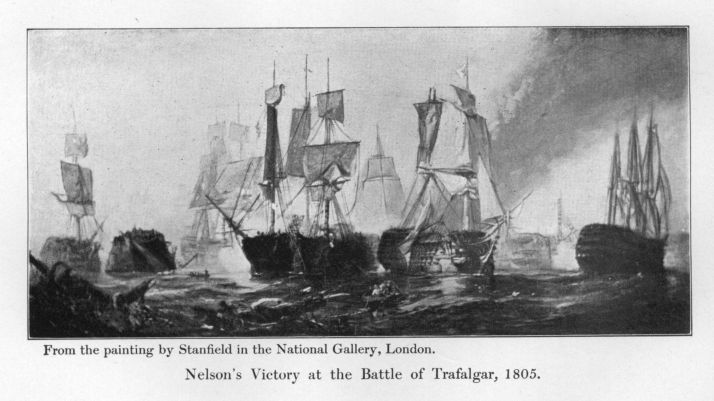 From the painting by Stanfield in the National Gallery, London.
Nelson's Victory at the Battle of Trafalgar, 1805.